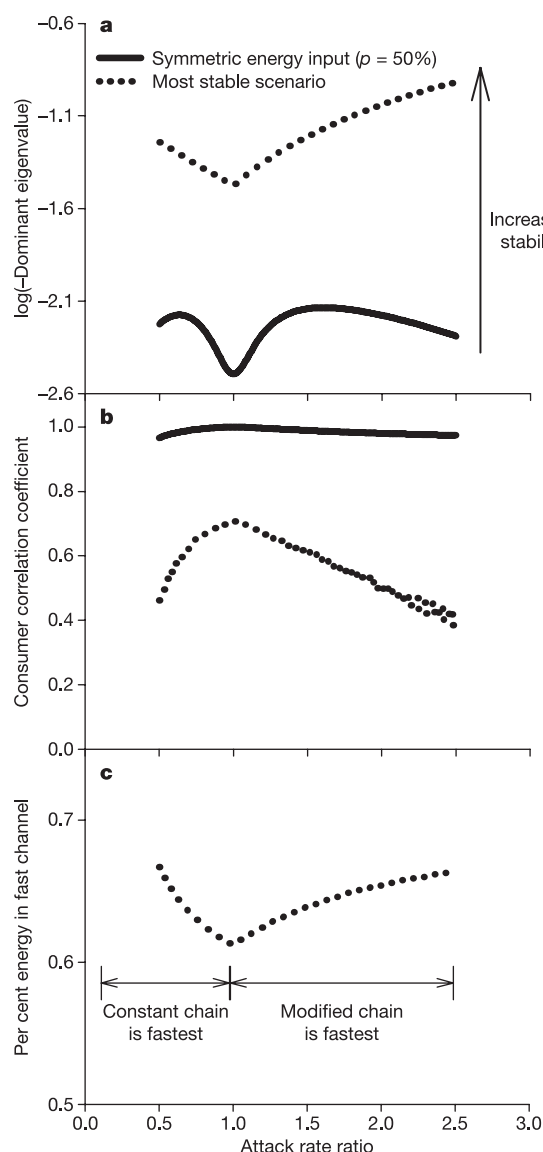 a
Symmetric energy input (p = 50%)
Most stable scenario
log(–Dominant eigenvalue)
–0.6
–1.1
–1.6
–2.1
–2.6
b
Consumer correlation coefficient
1.0
0.8
0.6
0.4
0.2
0.0
c
Per cent energy in fast channel
0.7
0.6
0.5
Constant chain
is fastest
Modified chain
is fastest
0.0 0.5 1.0 1.5 2.0 2.5 3.0
Attack rate ratio